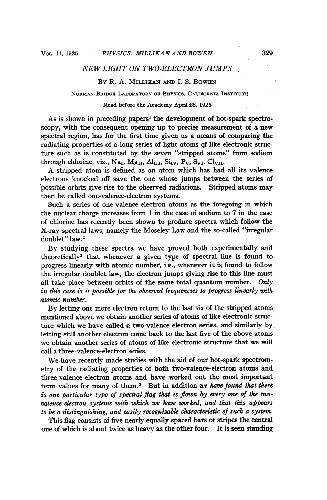 VOL. 11, 1925 PHYSICS: MILLIKAN AND BOWEN 329
NEW LIGHT ON TWO-ELECTRON JUMPS
BY R. A. MILLIKAN AND I. S. BOWEN
NORMAN BRIDGE LABORATORY OF PHYSICS, CALIFORNIA INSTITUTE
Read before the Academy April 28, 1925
As is shown in preceding papers¹ the development of hot-spark spectro-
scopy, with the consequent opening up to precise measurement of a new
spectral region, has for the first time given us a means of comparing the
radiating properties of a long series of light atoms of like electronic struc-
ture such as is constituted by the seven "stripped atoms" from sodium
through chlorine, viz., NaI, MgII, AlIII, SiIV, PV, SVI, ClVII.
A stripped atom is defined as an atom which has had all its valence
electrons knocked off save the one whose jumps between the series of
possible orbits give rise to the observed radiations. Stripped atoms may
then be called one-valence-electron systems.
Such a series of one valence electron atoms as the foregoing in which
the nuclear charge increases from 1 in the case of sodium to 7 in the case
of chlorine has recently been shown to produce spectra which follow the
X-ray spectral laws, namely the Moseley Law and the so-called "irregular
doublet" law.²
By studying these spectra we have proved both experimentally and
theoretically³ that whenever a given type of spectral line is found to
progress linearly with atomic number, i.e., whenever it is found to follow
the irregular doublet law, the electron jumps giving rise to this line must
all take place between orbits of the same total quantum number. Only
in this case is it possible for the observed frequencies to progress linearly with
atomic number.
By letting one more electron return to the last six of the stripped atoms
mentioned above we obtain another series of atoms of like electronic struc-
ture which we have called a two-valence electron series, and similarly by
letting still another electron come back to the last five of the above atoms
we obtain another series of atoms of like electronic structure that we will
call a three-valence-electron series.
We have recently made studies with the aid of our hot-spark spectrom-
etry of the radiating properties of both two-valence-electron atoms and
three-valence-electron atoms and have worked out the most important
term values for many of them.³ But in addition we have found that there
is one particular type of spectral flag that is flown by every one of the two-
valence-electron systems with which we have worked, and that this appears
to be a distinguishing, and easily recognizable characteristic of such a system.
This flag consists of five nearly equally spaced bars or stripes the central
one of which is about twice as heavy as the other four. It is seen standing